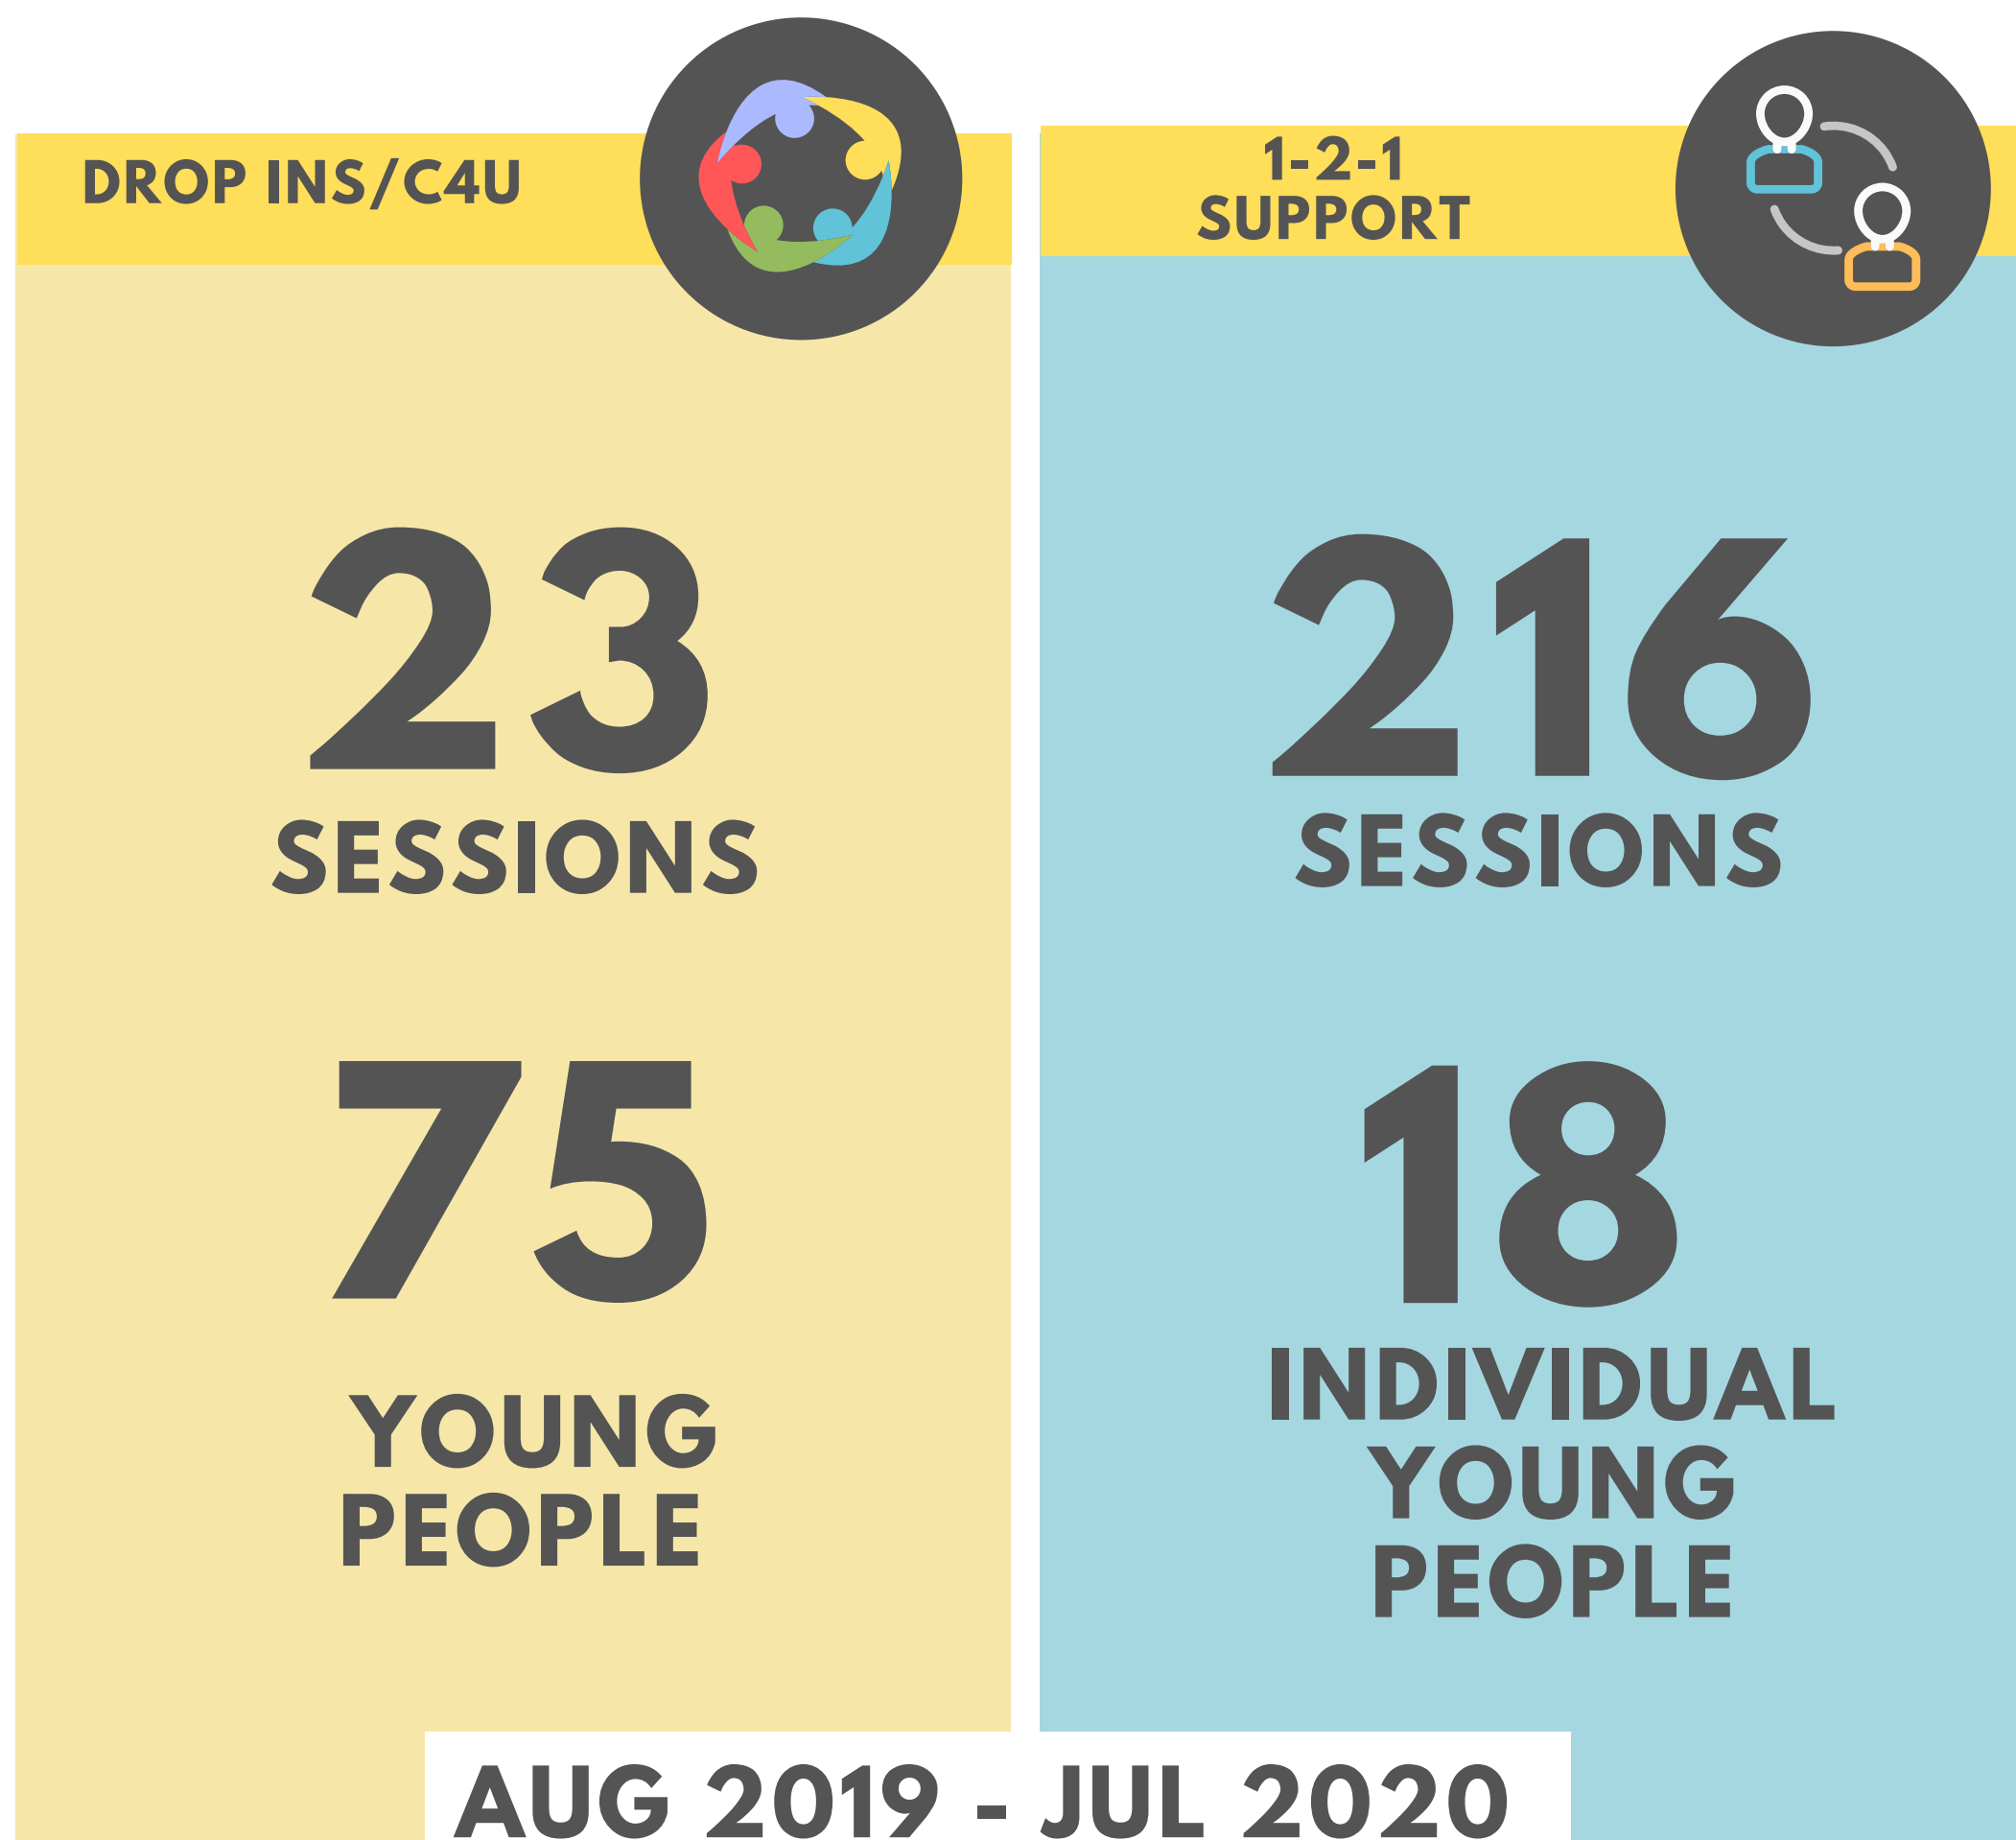 DROP INS/C4U
23
SESSIONS
75
YOUNG
PEOPLE
1-2-1
SUPPORT
216
SESSIONS
18
INDIVIDUAL
YOUNG
PEOPLE
AUG 2019 - JUL 2020